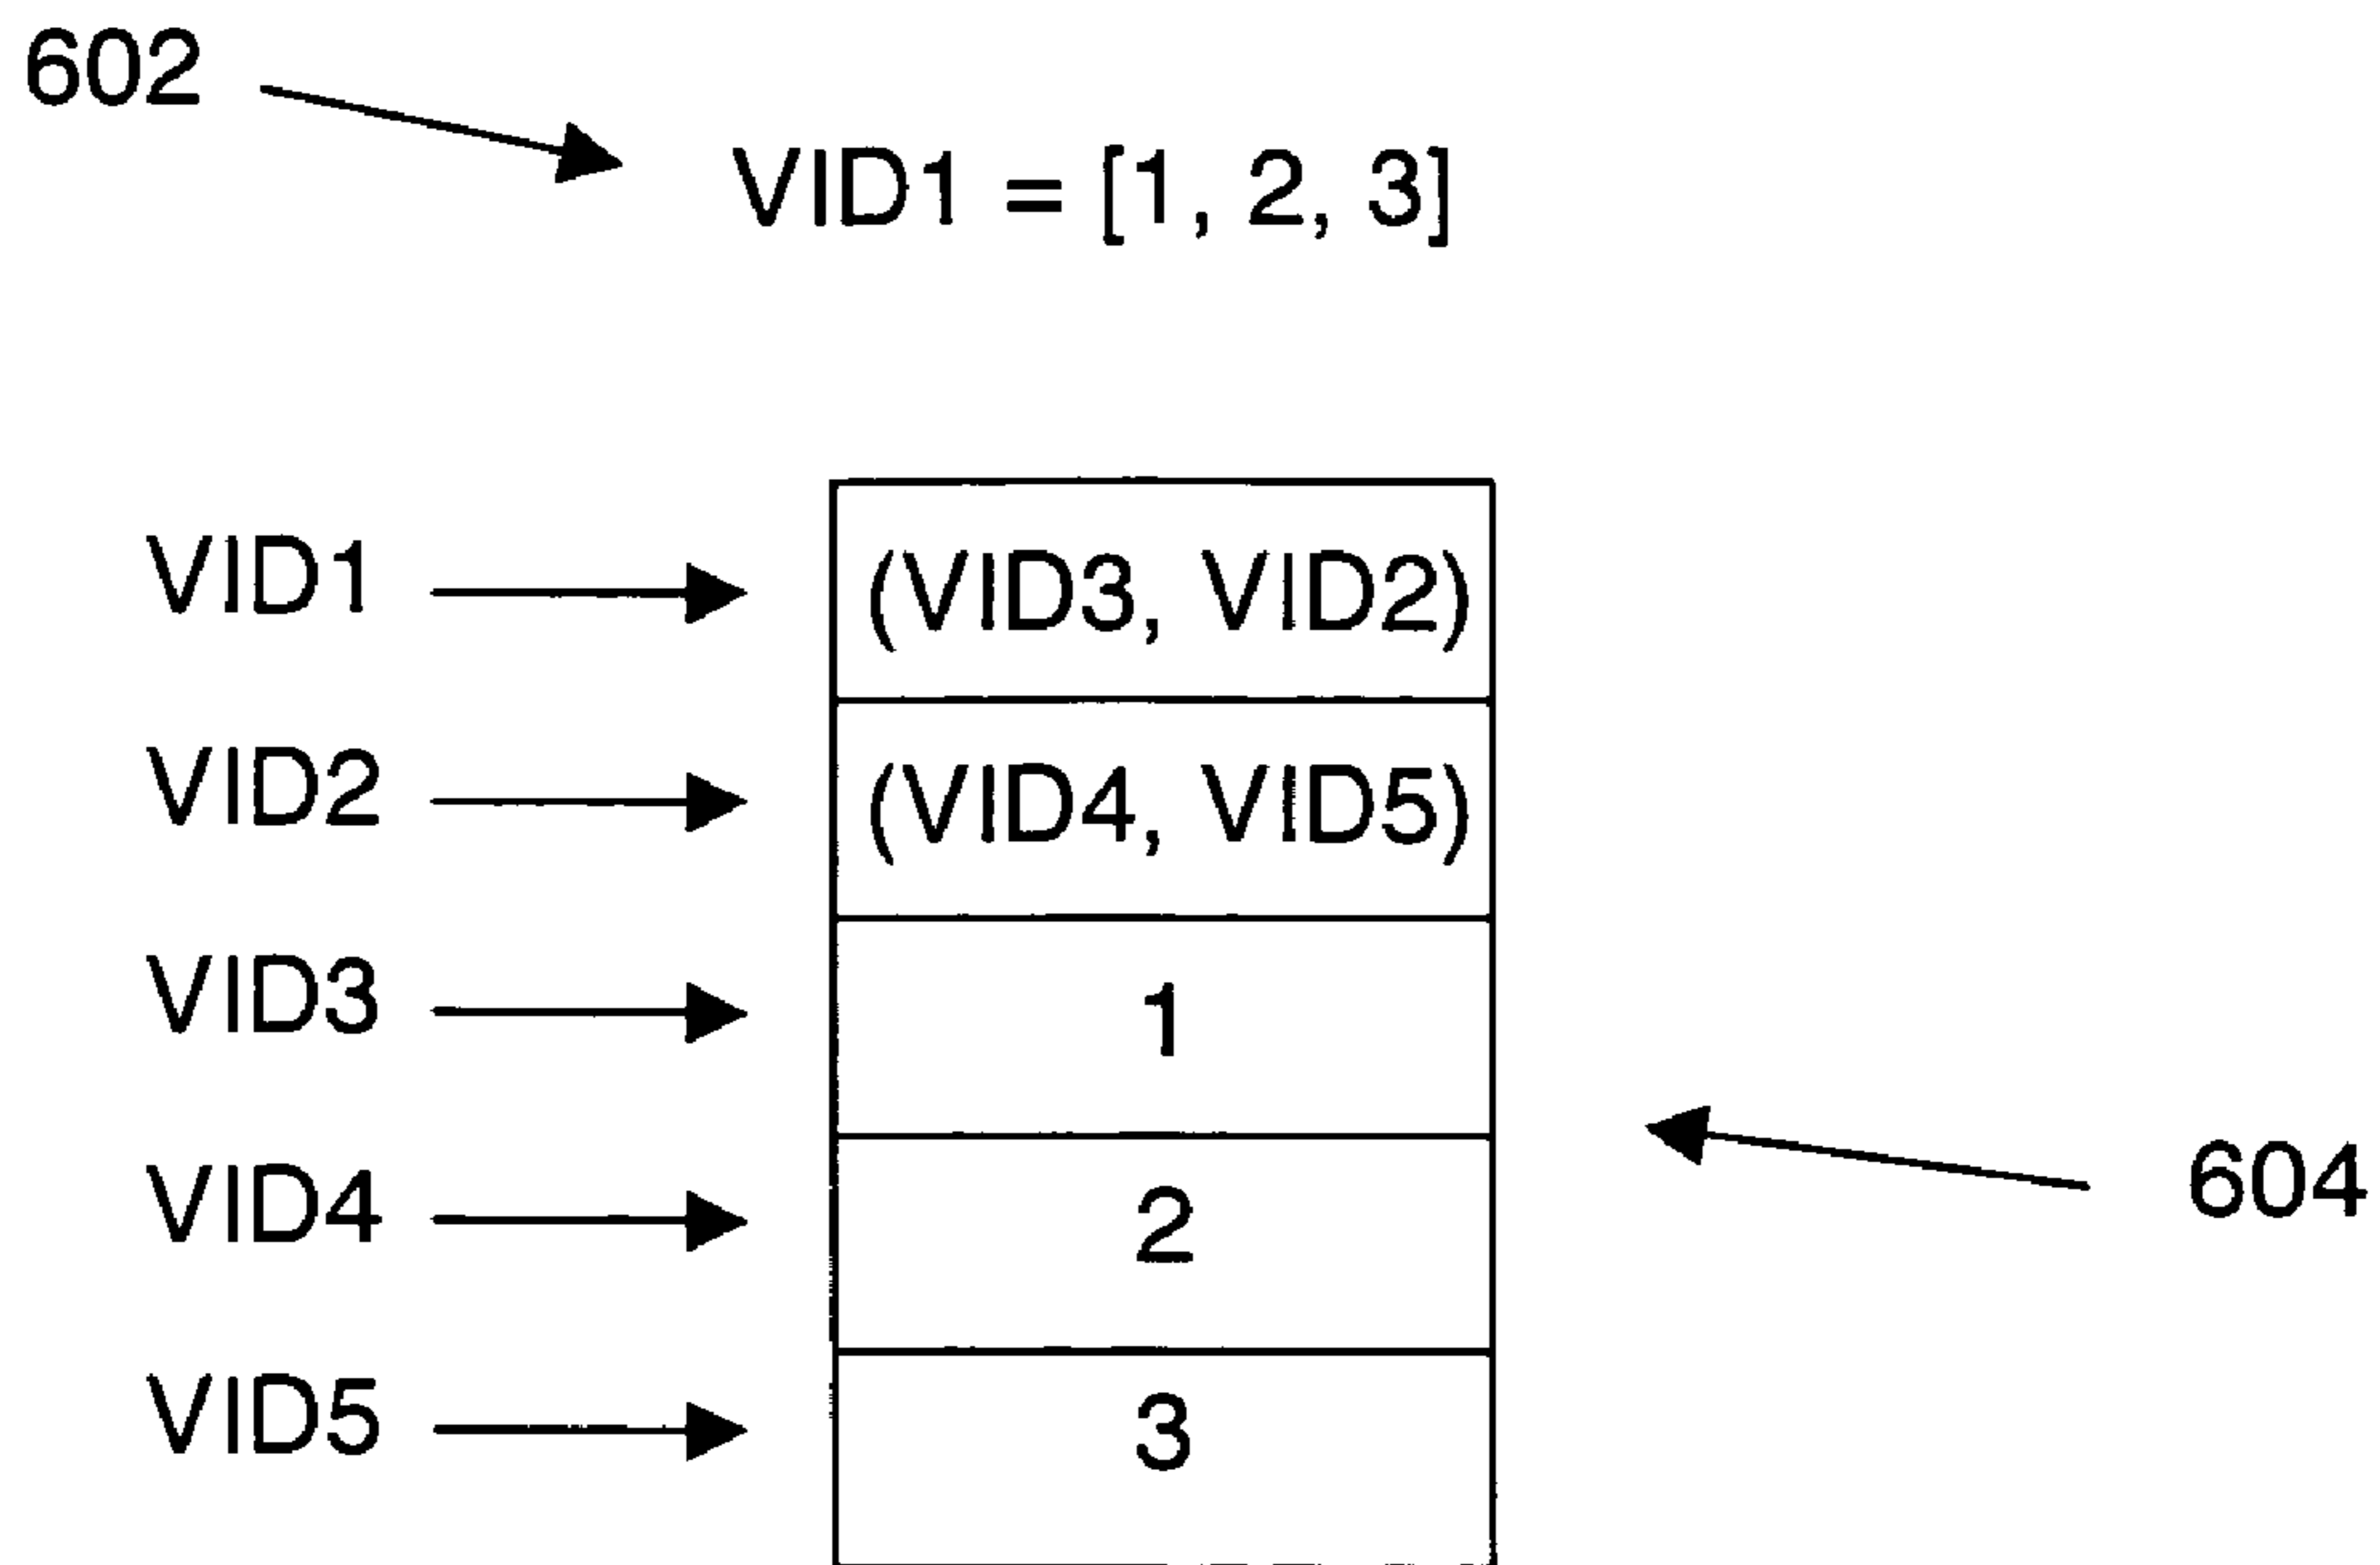 602
VID1 = [1, 2, 3]
VID1 (VID3, VID2)
VID2 (VID4, VID5)
VID3 1
VID4 2
604
VID5 3